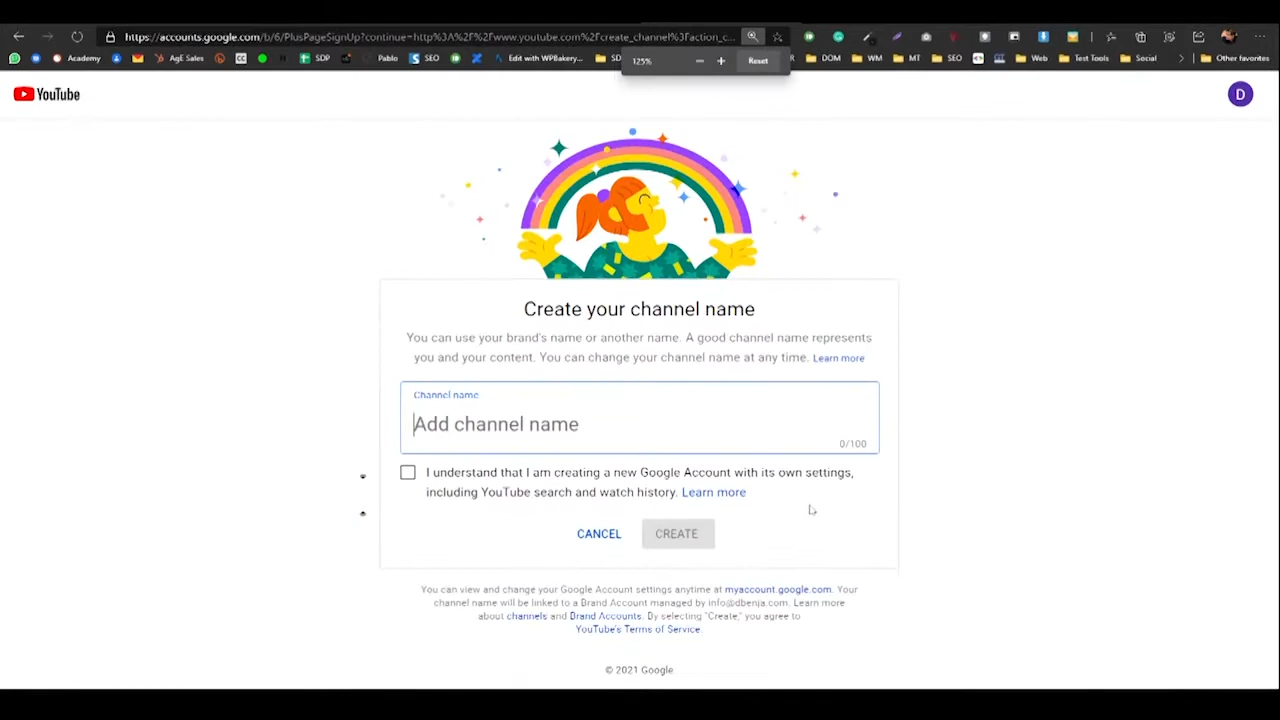 https://accounts.google.com/b/6/PlusPageSignUp?continue=http%3A%2F%2Fwww.youtube.com%2Fcreate_channel%3Faction_c...
Academy AgE Sales CC SDP Pablo SEO Edit with WPBakery... DOM WM MT SEO Web Test Tools Social Other favorites
125% Reset
YouTube
D
Create your channel name
You can use your brand's name or another name. A good channel name represents
you and your content. You can change your channel name at any time. Learn more
Channel name
Add channel name
0/100
I understand that I am creating a new Google Account with its own settings,
including YouTube search and watch history. Learn more
CANCEL CREATE
You can view and change your Google Account settings anytime at myaccount.google.com. Your
channel name will be linked to a Brand Account managed by info@dbenja.com. Learn more
about channels and Brand Accounts. By selecting "Create," you agree to
YouTube's Terms of Service.
© 2021 Google